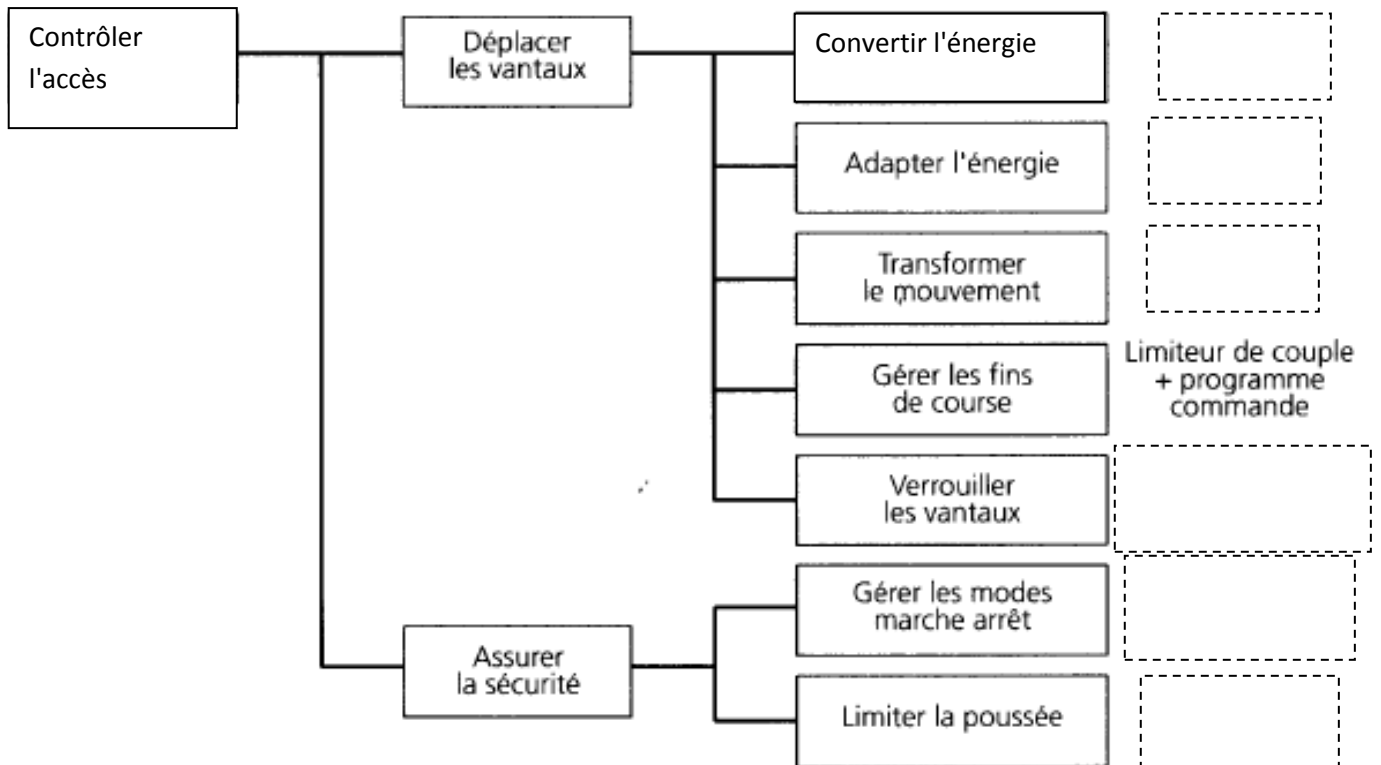 Contrôler
l'accès
Déplacer
les vantaux
Convertir l'énergie
Adapter l'énergie
Transformer
le mouvement
Gérer les fins
de course
Limiteur de couple
+ programme
commande
Verrouiller
les vantaux
Assurer
la sécurité
Gérer les modes
marche arrêt
Limiter la poussée